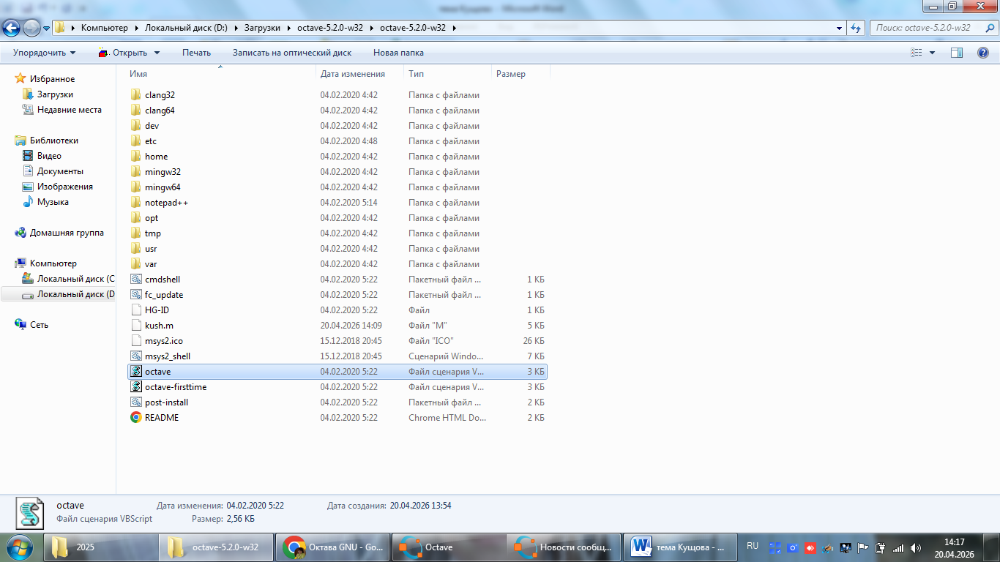 тема Кущова - Microsoft Word
Компьютер Локальный диск (D:) Загрузки octave-5.2.0-w32 octave-5.2.0-w32
Поиск: octave-5.2.0-w32
Упорядочить Открыть Печать Записать на оптический диск Новая папка
Имя Дата изменения Тип Размер
Избранное
Загрузки
Недавние места
Библиотеки
Видео
Документы
Изображения
Музыка
Домашняя группа
Компьютер
Локальный диск (C
Локальный диск (D
Сеть
clang32 04.02.2020 4:42 Папка с файлами
clang64 04.02.2020 4:42 Папка с файлами
dev 04.02.2020 4:42 Папка с файлами
etc 04.02.2020 4:48 Папка с файлами
home 04.02.2020 4:42 Папка с файлами
mingw32 04.02.2020 4:42 Папка с файлами
mingw64 04.02.2020 4:42 Папка с файлами
notepad++ 04.02.2020 5:14 Папка с файлами
opt 04.02.2020 4:42 Папка с файлами
tmp 04.02.2020 4:42 Папка с файлами
usr 04.02.2020 4:42 Папка с файлами
var 04.02.2020 4:42 Папка с файлами
cmdshell 04.02.2020 5:22 Пакетный файл ... 1 КБ
fc_update 04.02.2020 5:22 Пакетный файл ... 1 КБ
HG-ID 04.02.2020 5:22 Файл 1 КБ
kush.m 20.04.2026 14:09 Файл "M" 5 КБ
msys2.ico 15.12.2018 20:45 Файл "ICO" 26 КБ
msys2_shell 15.12.2018 20:45 Сценарий Windo... 7 КБ
octave 04.02.2020 5:22 Файл сценария V... 3 КБ
octave-firsttime 04.02.2020 5:22 Файл сценария V... 3 КБ
post-install 04.02.2020 5:22 Пакетный файл ... 2 КБ
README 04.02.2020 5:22 Chrome HTML Do... 2 КБ
octave Дата изменения: 04.02.2020 5:22 Дата создания: 20.04.2026 13:54
Файл сценария VBScript Размер: 2,56 КБ
2025 octave-5.2.0-w32 Октава GNU - Go... Octave Новости сообщ... тема Кущова - ... RU
14:17
20.04.2026